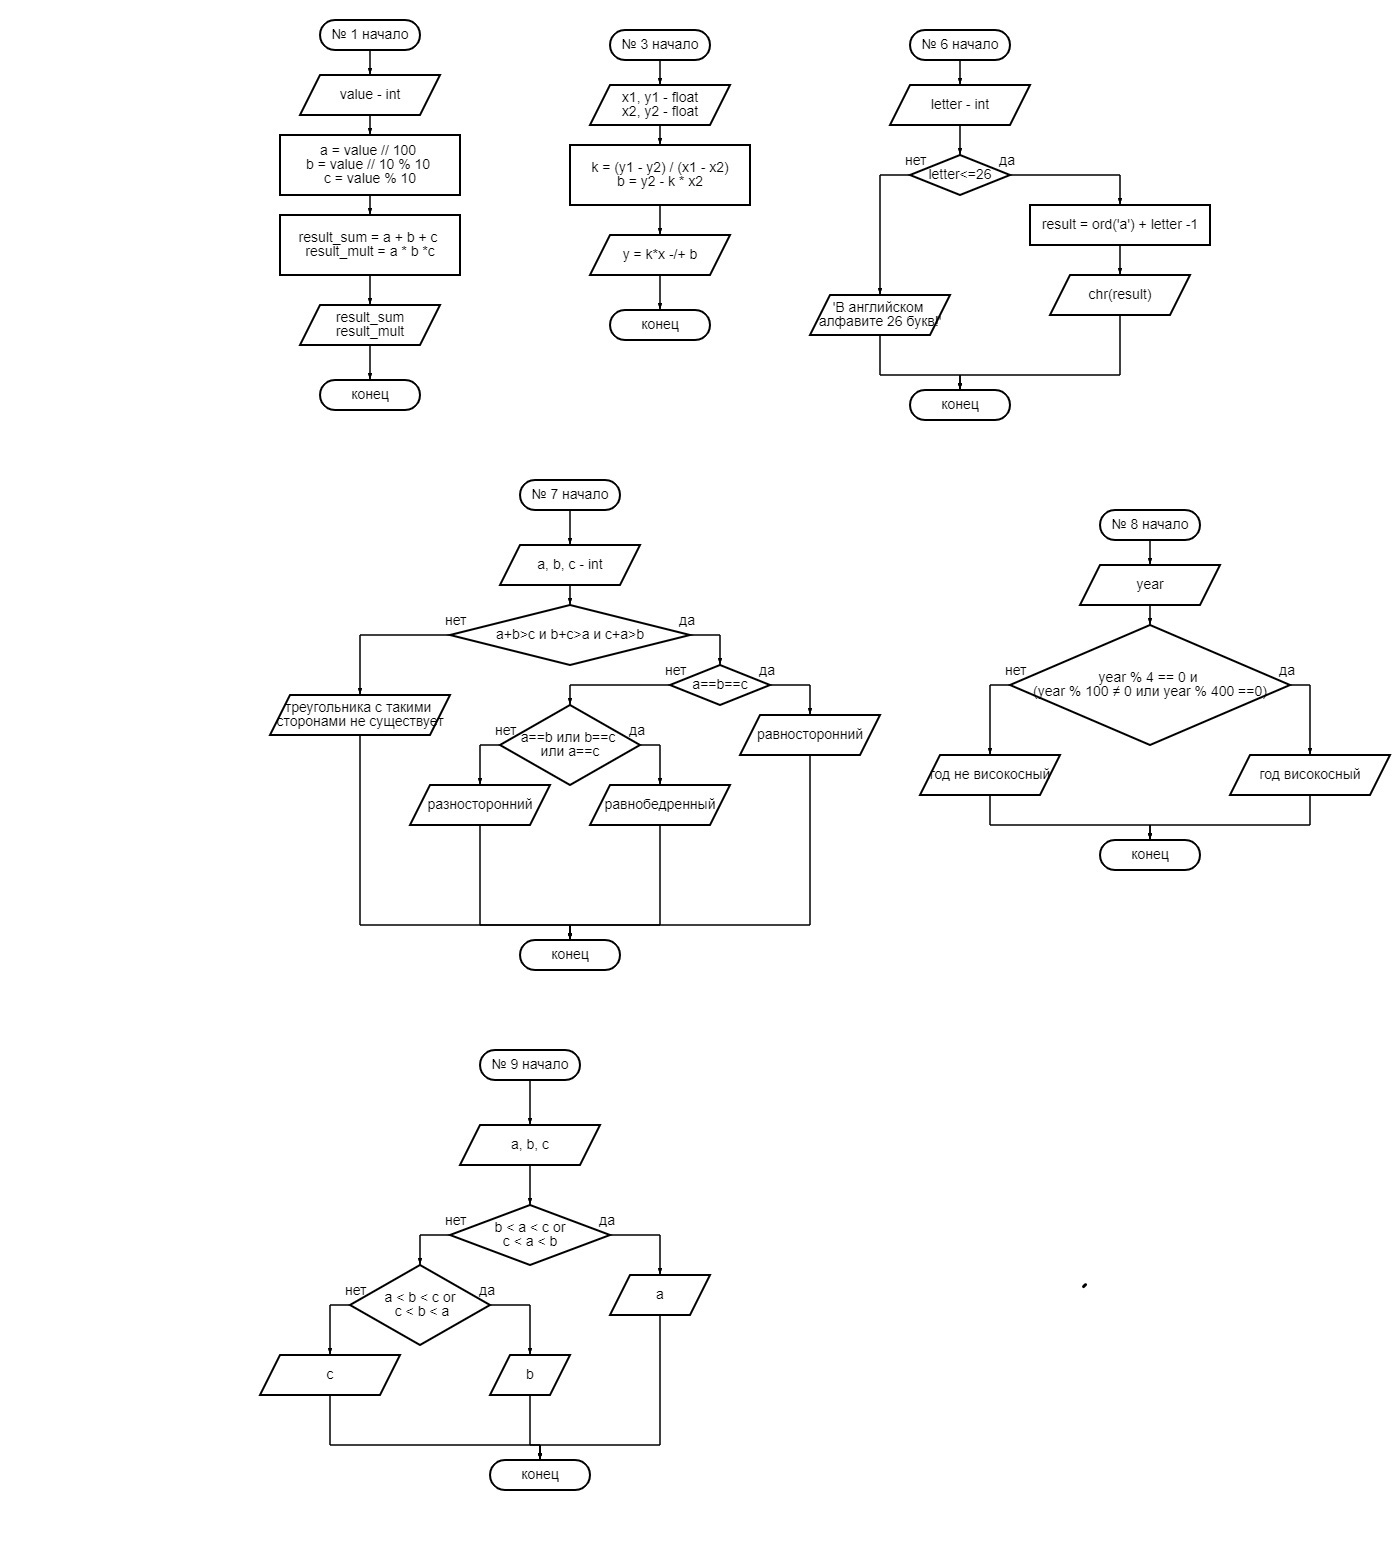 № 1 начало
value - int
a = value // 100
b = value // 10 % 10
c = value % 10
result_sum = a + b + c
result_mult = a * b *c
result_sum
result_mult
конец
№ 3 начало
x1, y1 - float
x2, y2 - float
k = (y1 - y2) / (x1 - x2)
b = y2 - k * x2
y = k*x -/+ b
конец
№ 6 начало
letter - int
нет
да
letter<=26
result = ord('a') + letter -1
chr(result)
'В английском
алфавите 26 букв!'
конец
№ 7 начало
a, b, c - int
нет
да
a+b>c и b+c>a и c+a>b
нет
да
a==b==c
треугольника с такими
сторонами не существует
нет
да
a==b или b==c
или a==c
равносторонний
разносторонний
равнобедренный
конец
№ 8 начало
year
нет
да
year % 4 == 0 и
(year % 100 ≠ 0 или year % 400 ==0)
год не високосный
год високосный
конец
№ 9 начало
a, b, c
нет
да
b < a < c or
c < a < b
нет
да
a < b < c or
c < b < a
a
c
b
конец